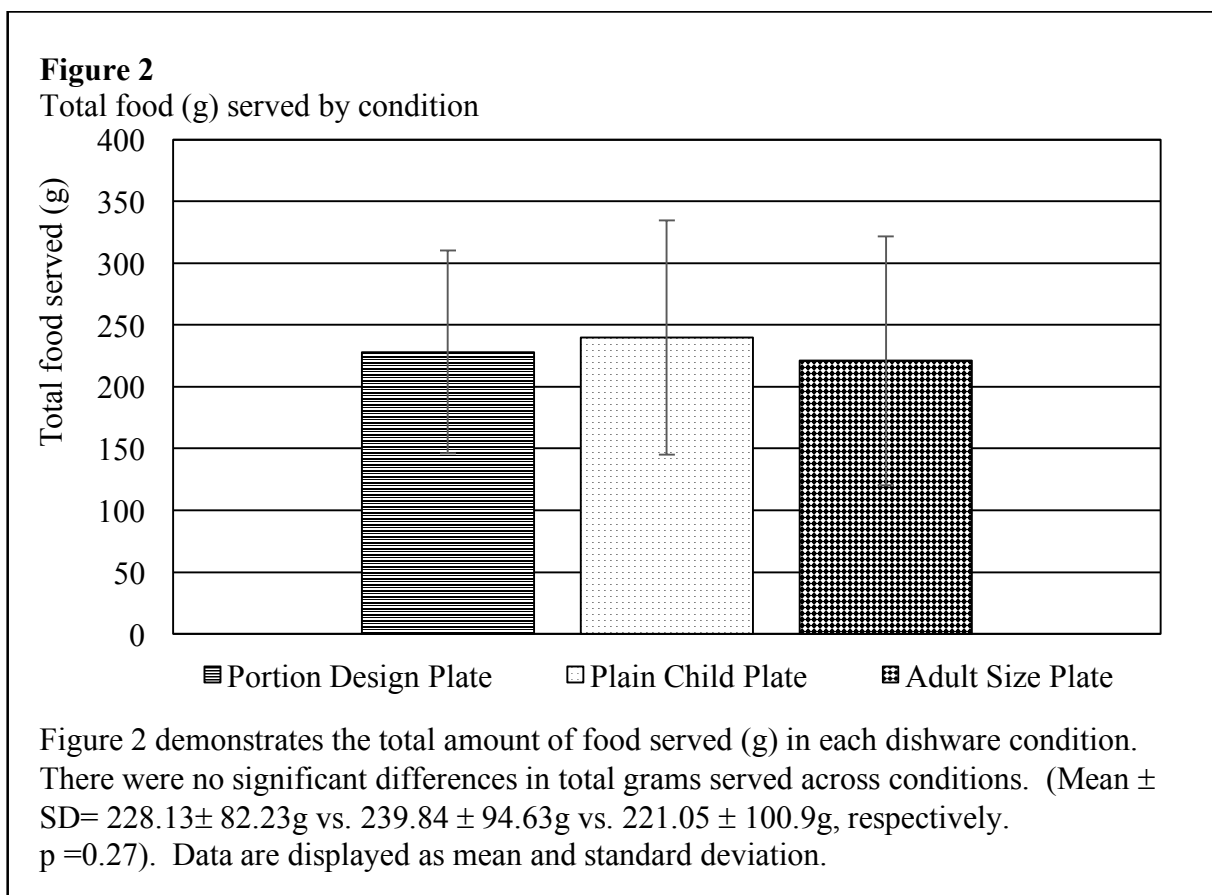 Figure 2
Total food (g) served by condition
400
350
300
250
200
150
100
50
0
Total food served (g)
Portion Design Plate Plain Child Plate Adult Size Plate
Figure 2 demonstrates the total amount of food served (g) in each dishware condition.
There were no significant differences in total grams served across conditions. (Mean ±
SD= 228.13± 82.23g vs. 239.84 ± 94.63g vs. 221.05 ± 100.9g, respectively.
p =0.27). Data are displayed as mean and standard deviation.